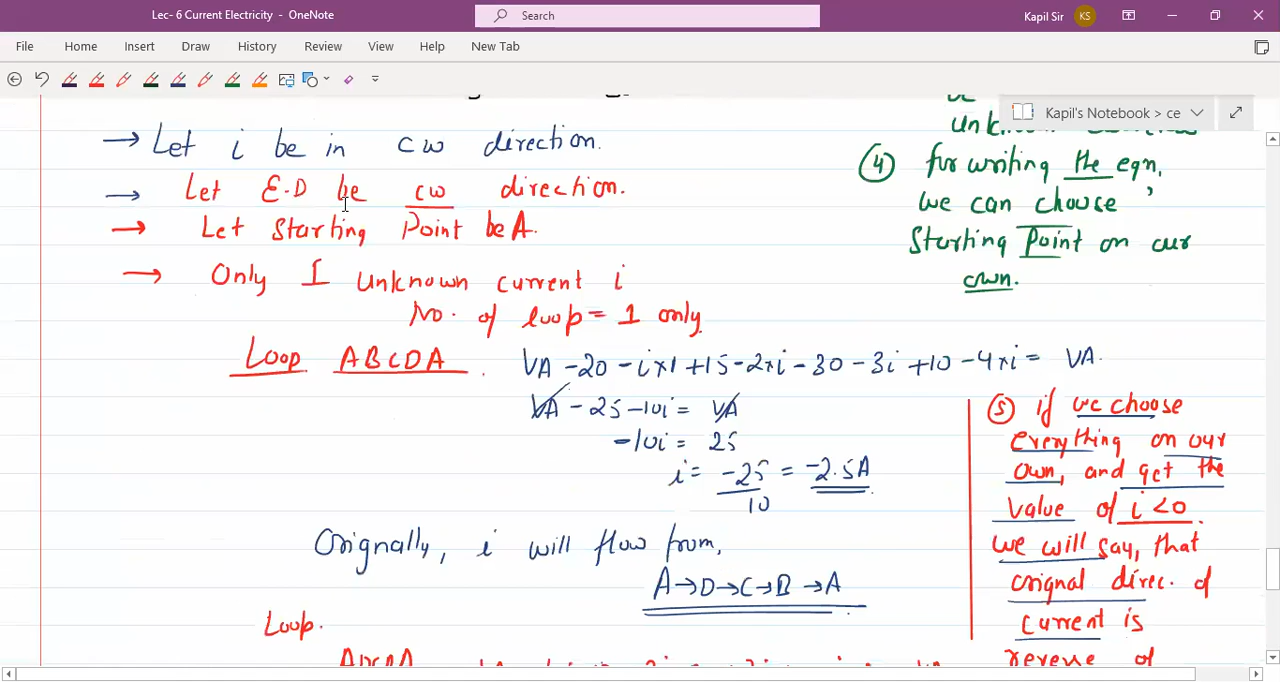 Lec- 6 Current Electricity - OneNote
Search
Kapil Sir
KS
File Home Insert Draw History Review View Help New Tab
Kapil's Notebook > ce
→ Let i be in cw direction.
→ Let E.D be cw direction.
→ Let Starting Point be A.
→ Only 1 Unknown current i
No. of loop = 1 only
Loop ABCDA. VA -20 -i×1 +15 -2×i -30 -3i +10 -4×i = VA.
VA -25 -10i = VA
-10i = 25
i = -25/10 = -2.5A
Orignally, i will flow from,
A→D→C→B→A
Loop.
unknown
④ for writing the eqn,
we can choose
Starting Point on our
own.
⑤ if we choose
everything on our
own, and get the
value of i<0
we will say, that
orignal direc. of
current is
reverse of